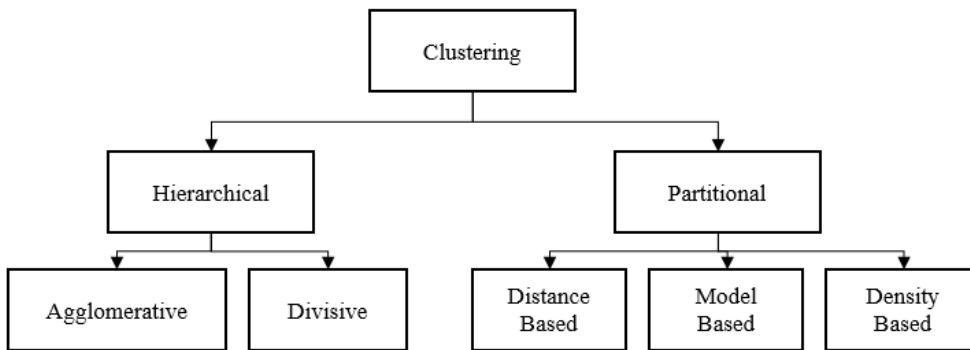 Clustering
Hierarchical
Partitional
Agglomerative
Divisive
Distance
Based
Model
Based
Density
Based